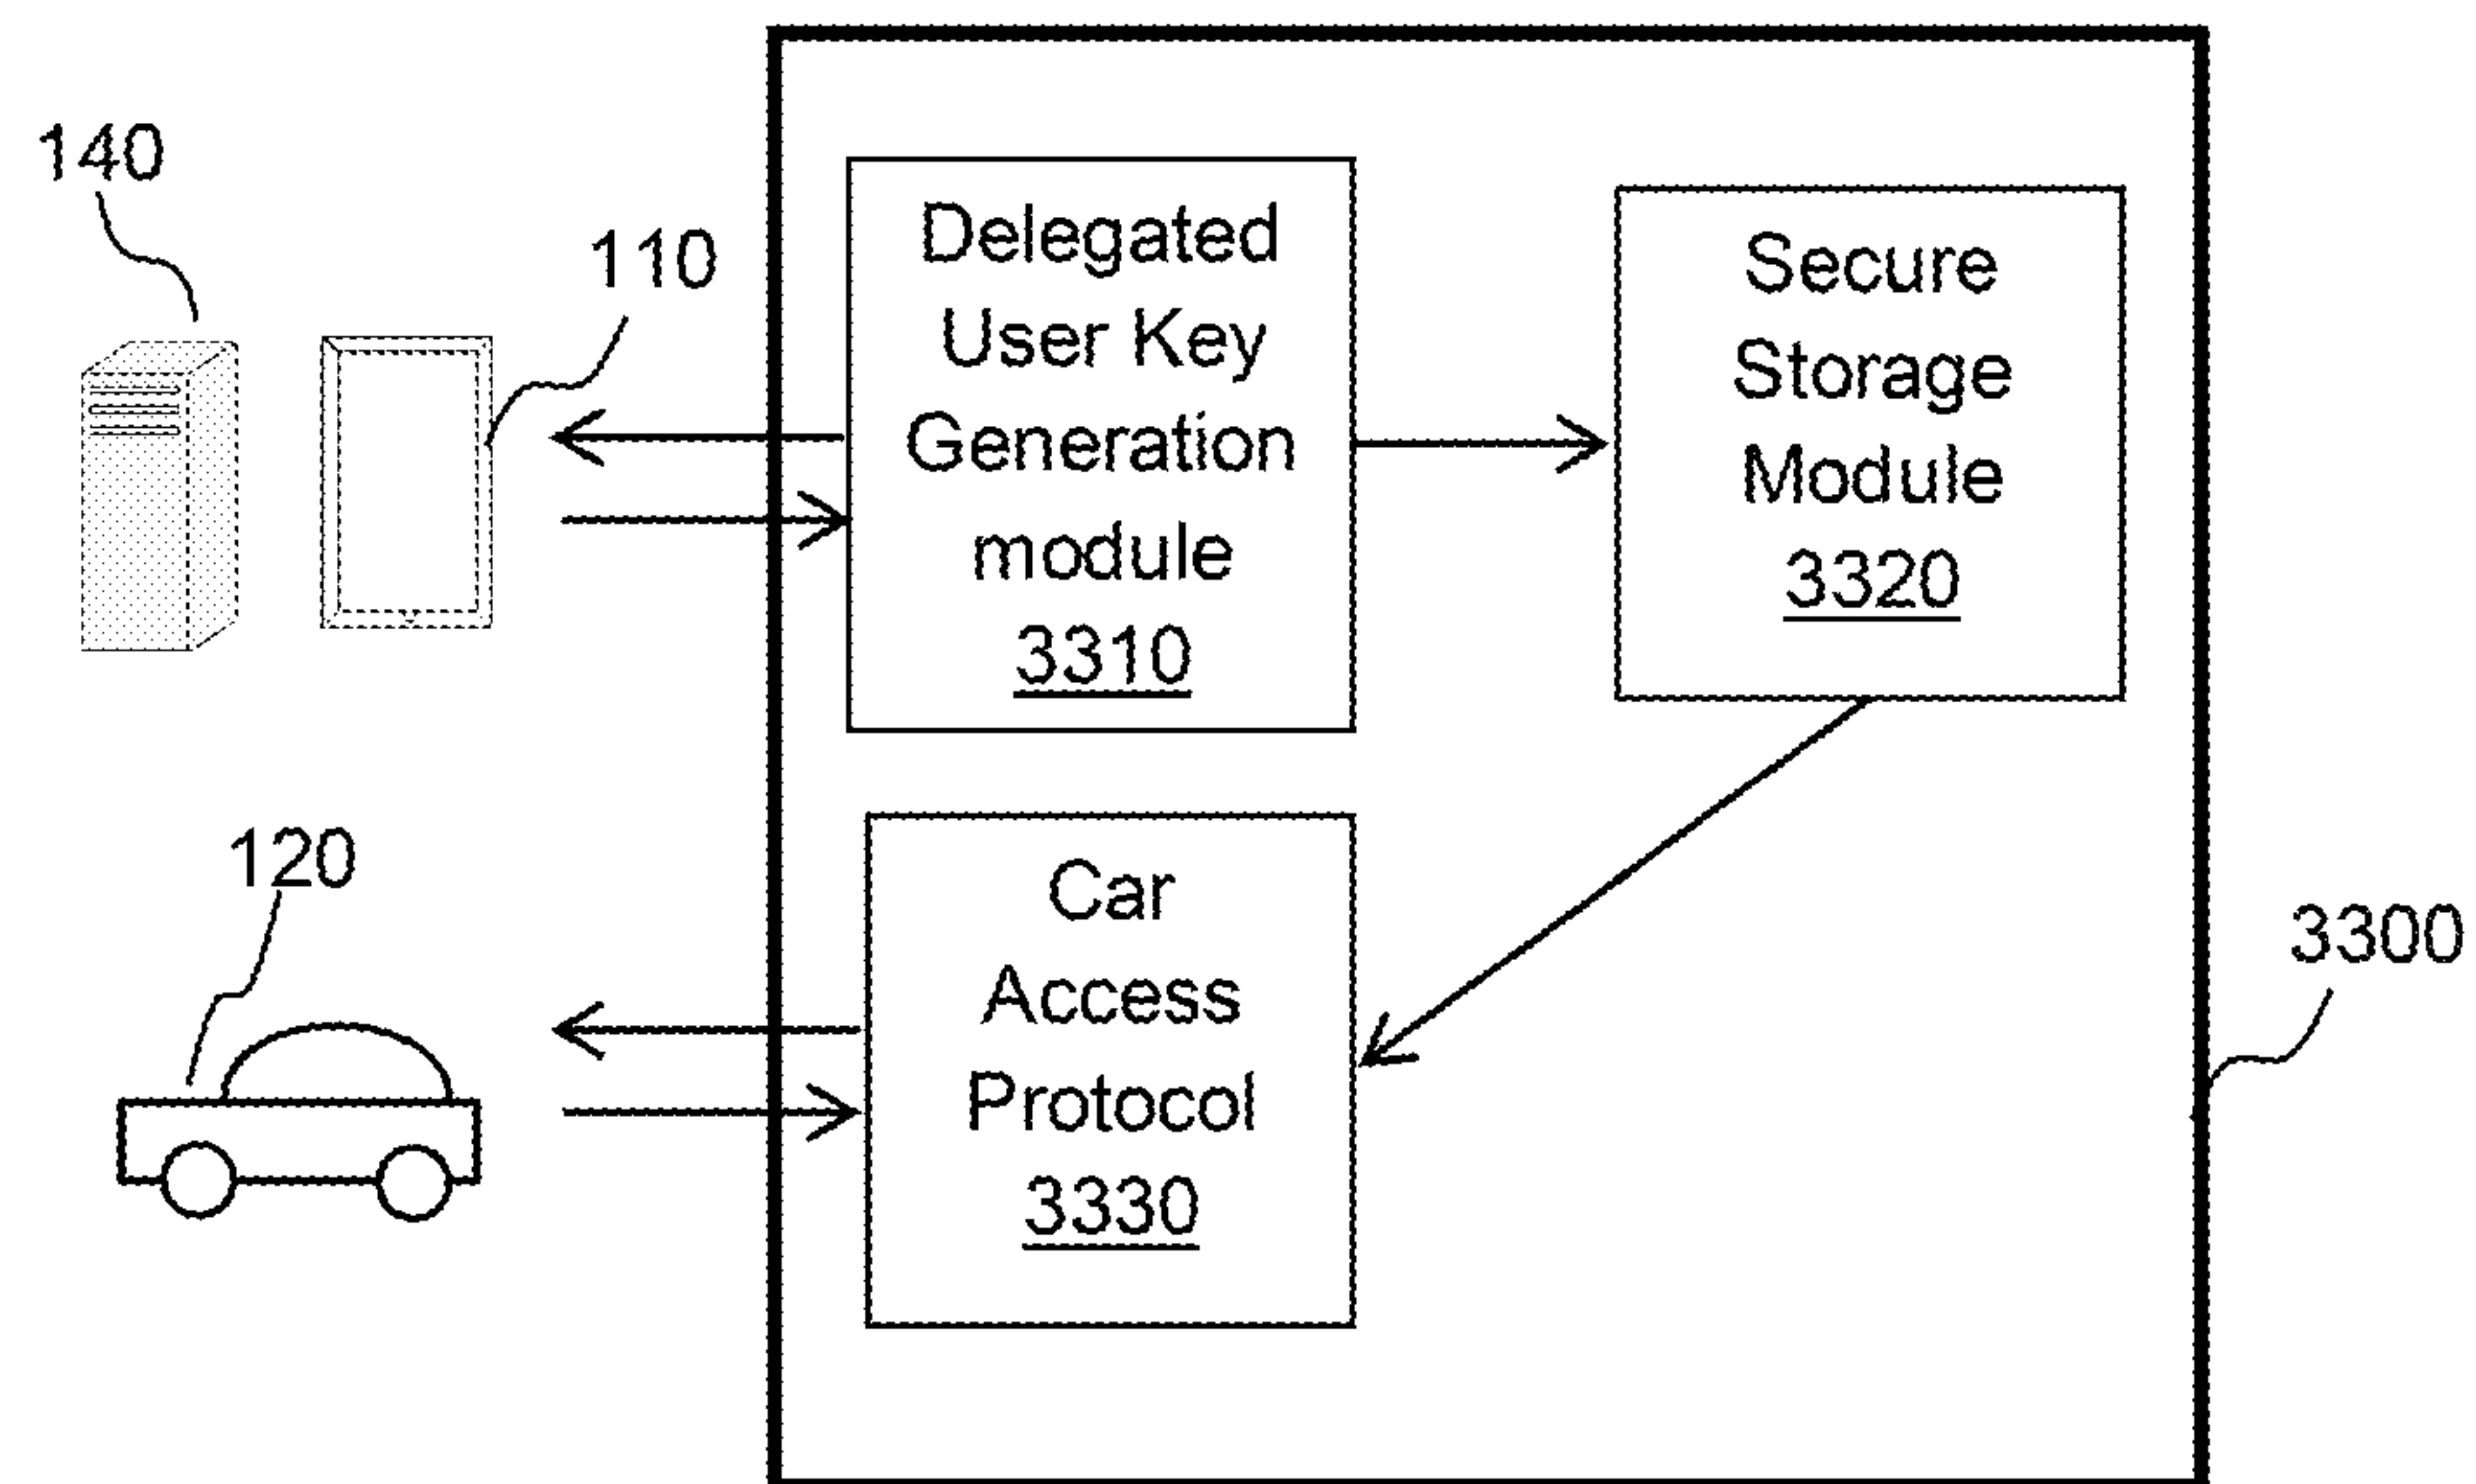 140
110
Delegated
User Key
Generation
module
3310
Secure
Storage
Module
3320
120
Car
Access
Protocol
3330
3300